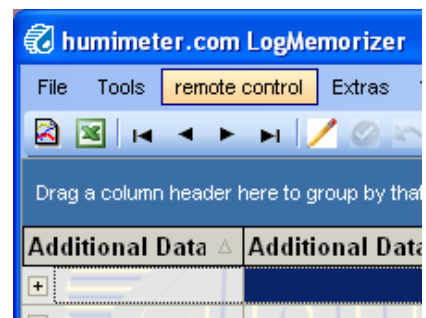 humimeter.com LogMemorizer
File Tools remote control Extras
Drag a column header here to group by that
Additional Data Additional Data